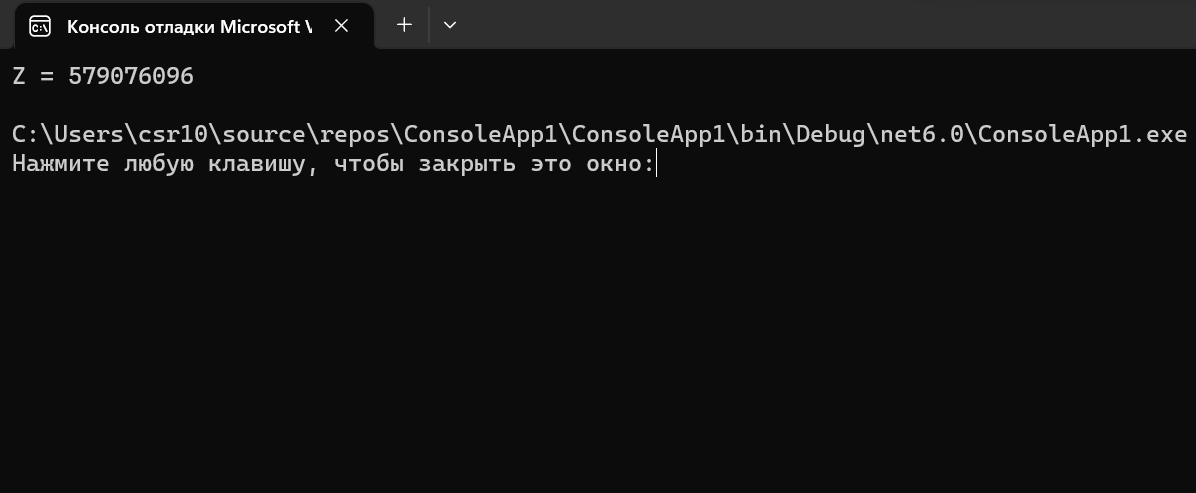 Консоль отладки Microsoft V
Z = 579076096
C:\Users\csr10\source\repos\ConsoleApp1\ConsoleApp1\bin\Debug\net6.0\ConsoleApp1.exe
Нажмите любую клавишу, чтобы закрыть это окно: